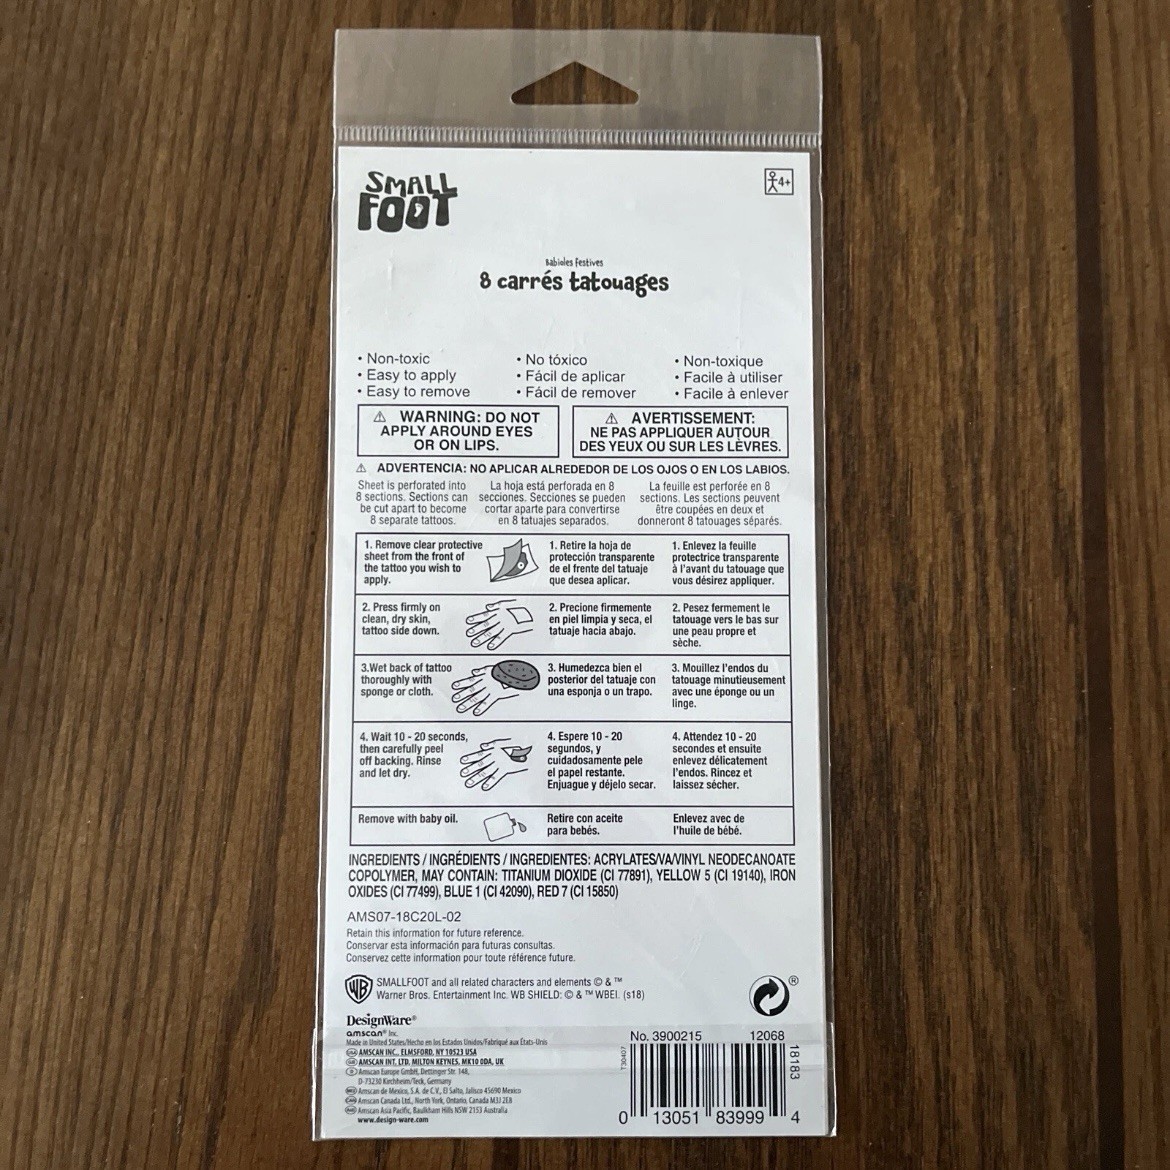 SMALL
FOOT
4+
Babioles festives
8 carrés tatouages
• Non-toxic
• Easy to apply
• Easy to remove
• No tóxico
• Fácil de aplicar
• Fácil de remover
• Non-toxique
• Facile à utiliser
• Facile à enlever
⚠ WARNING: DO NOT
APPLY AROUND EYES
OR ON LIPS.
⚠ AVERTISSEMENT:
NE PAS APPLIQUER AUTOUR
DES YEUX OU SUR LES LÈVRES.
⚠ ADVERTENCIA: NO APLICAR ALREDEDOR DE LOS OJOS O EN LOS LABIOS.
Sheet is perforated into
8 sections. Sections can
be cut apart to become
8 separate tattoos.
La hoja está perforada en 8
secciones. Secciones se pueden
cortar aparte para convertirse
en 8 tatuajes separados.
La feuille est perforée en 8
sections. Les sections peuvent
être coupées en deux et
donneront 8 tatouages séparés.
1. Remove clear protective
sheet from the front of
the tattoo you wish to
apply.
1. Retire la hoja de
protección transparente
de el frente del tatuaje
que desea aplicar.
1. Enlevez la feuille
protectrice transparente
à l'avant du tatouage que
vous désirez appliquer.
2. Press firmly on
clean, dry skin,
tattoo side down.
2. Precione firmemente
en piel limpia y seca, el
tatuaje hacia abajo.
2. Pesez fermement le
tatouage vers le bas sur
une peau propre et
sèche.
3.Wet back of tattoo
thoroughly with
sponge or cloth.
3. Humedezca bien el
posterior del tatuaje con
una esponja o un trapo.
3. Mouillez l'endos du
tatouage minutieusement
avec une éponge ou un
linge.
4. Wait 10 - 20 seconds,
then carefully peel
off backing. Rinse
and let dry.
4. Espere 10 - 20
segundos, y
cuidadosamente pele
el papel restante.
Enjuague y déjelo secar.
4. Attendez 10 - 20
secondes et ensuite
enlevez délicatement
l'endos. Rincez et
laissez sécher.
Remove with baby oil.
Retire con aceite
para bebés.
Enlevez avec de
l'huile de bébé.
INGREDIENTS / INGRÉDIENTS / INGREDIENTES: ACRYLATES/VA/VINYL NEODECANOATE
COPOLYMER, MAY CONTAIN: TITANIUM DIOXIDE (CI 77891), YELLOW 5 (CI 19140), IRON
OXIDES (CI 77499), BLUE 1 (CI 42090), RED 7 (CI 15850)
AMS07-18C20L-02
Retain this information for future reference.
Conservar esta información para futuras consultas.
Conservez cette information pour toute référence future.
WB
SMALLFOOT and all related characters and elements © & ™
Warner Bros. Entertainment Inc. WB SHIELD: © & ™ WBEI. (s18)
®
DesignWare®
amscan® Inc.
Made in United States/Hecho en los Estados Unidos/Fabriqué aux États-Unis
USA AMSCAN INC., ELMSFORD, NY 10523 USA
AMSCAN INT. LTD. MILTON KEYNES, MK10 0DA, UK
D Amscan Europe GmbH, Dettinger Str. 148,
D-73230 Kirchheim/Teck, Germany
Amscan de Mexico, S.A. de C.V., El Salto, Jalisco 45690 Mexico
Amscan Canada Ltd., North York, Ontario, Canada M3J 2E8
Amscan Asia Pacific, Baulkham Hills NSW 2153 Australia
www.design-ware.com
No. 3900215
12068
T30407
18183
0 13051 83999 4